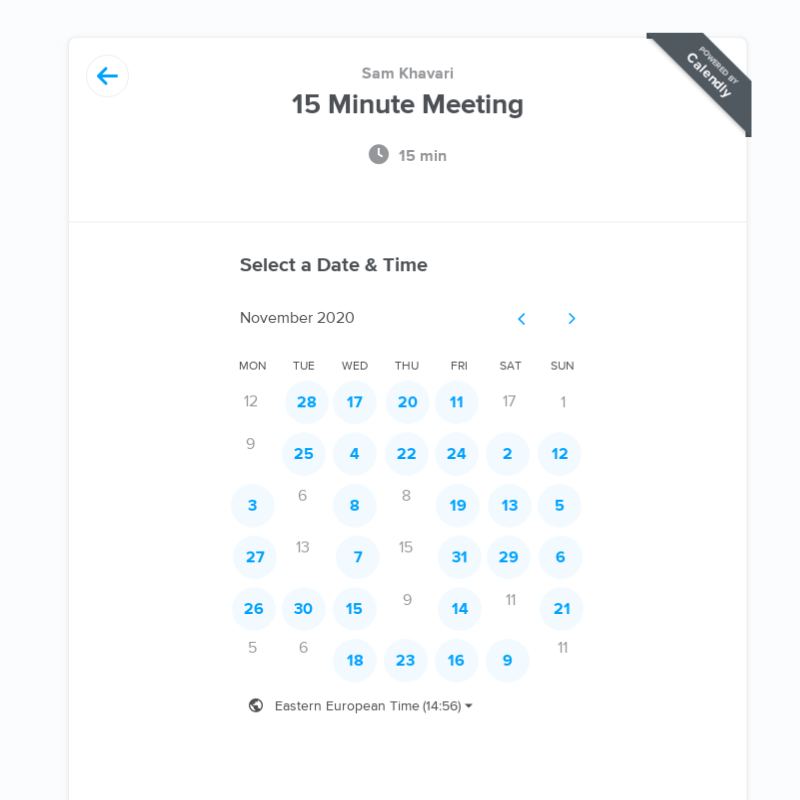 POWERED BY
Calendly
Sam Khavari
15 Minute Meeting
15 min
Select a Date & Time
November 2020
MON TUE WED THU FRI SAT SUN
12 28 17 20 11 17 1
9 25 4 22 24 2 12
3 6 8 8 19 13 5
27 13 7 15 31 29 6
26 30 15 9 14 11 21
5 6 18 23 16 9 11
Eastern European Time (14:56)